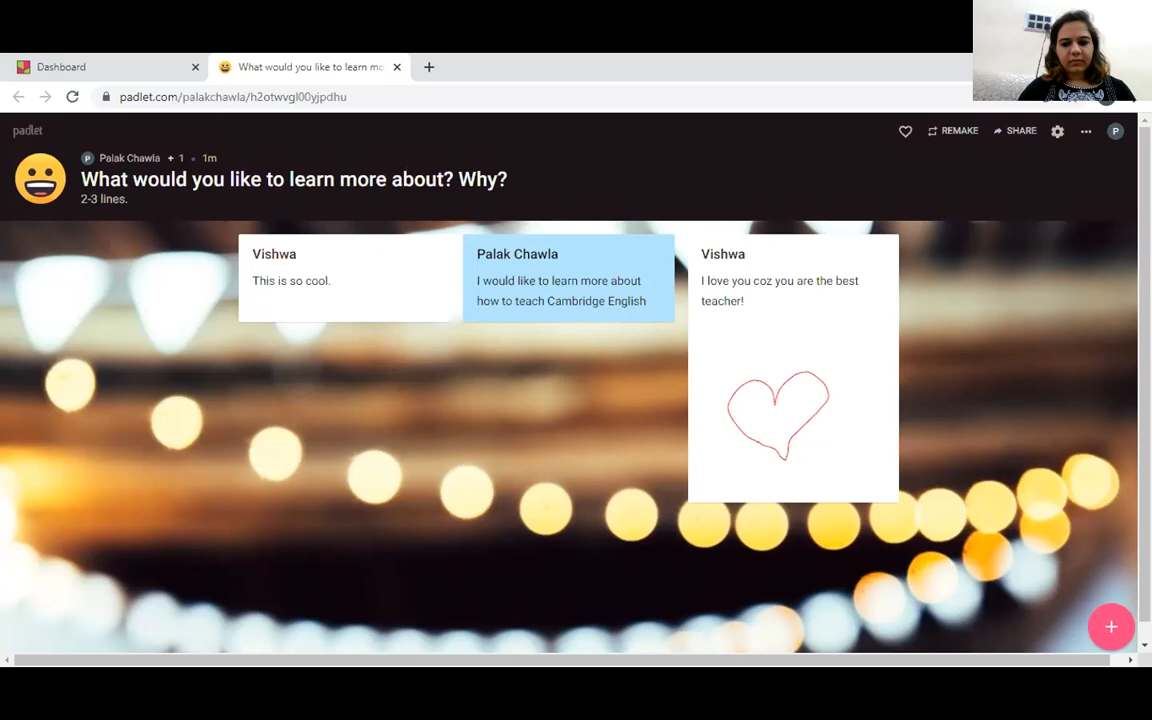 Dashboard
What would you like to learn mo
padlet.com/palakchawla/h2otwvgl00yjpdhu
padlet
REMAKE
SHARE
P
P Palak Chawla + 1 • 1m
What would you like to learn more about? Why?
2-3 lines.
Vishwa
This is so cool.
Palak Chawla
I would like to learn more about
how to teach Cambridge English
Vishwa
I love you coz you are the best
teacher!